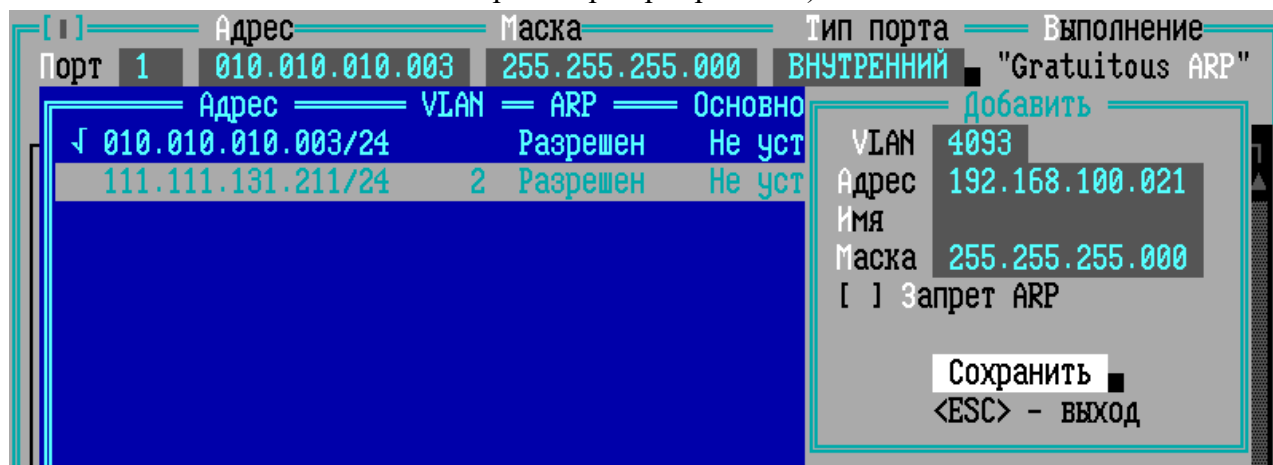 [▮] Адрес Маска Тип порта Выполнение
Порт 1 010.010.010.003 255.255.255.000 ВНУТРЕННИЙ "Gratuitous ARP"
Адрес VLAN ARP Основно
√ 010.010.010.003/24 Разрешен Не уст
111.111.131.211/24 2 Разрешен Не уст
Добавить
VLAN 4093
Адрес 192.168.100.021
Имя
Маска 255.255.255.000
[ ] Запрет ARP
Сохранить
<ESC> - выход